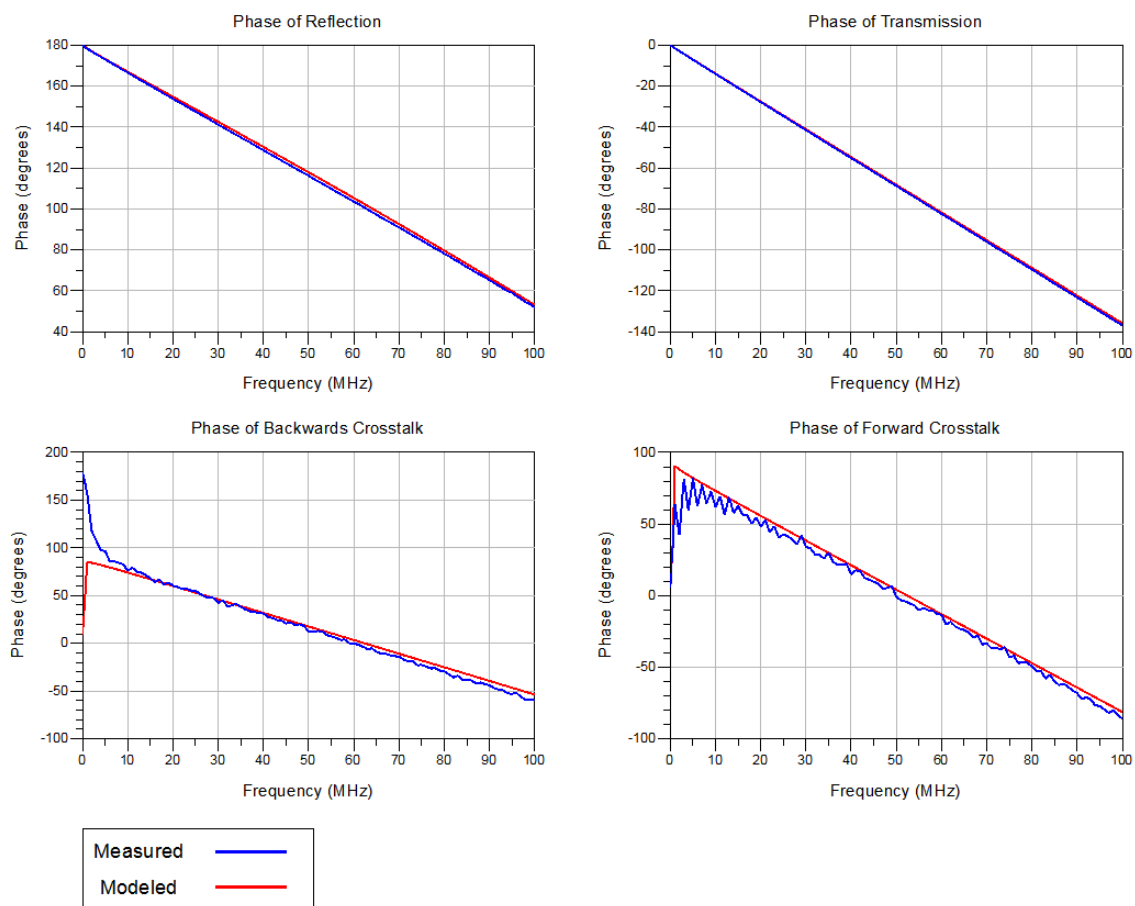 Phase of Reflection
Phase (degrees)
180
160
140
120
100
80
60
40
0 10 20 30 40 50 60 70 80 90 100
Frequency (MHz)
Phase of Transmission
Phase (degrees)
0
-20
-40
-60
-80
-100
-120
-140
0 10 20 30 40 50 60 70 80 90 100
Frequency (MHz)
Phase of Backwards Crosstalk
Phase (degrees)
200
150
100
50
0
-50
-100
0 10 20 30 40 50 60 70 80 90 100
Frequency (MHz)
Phase of Forward Crosstalk
Phase (degrees)
100
50
0
-50
-100
0 10 20 30 40 50 60 70 80 90 100
Frequency (MHz)
Measured
Modeled